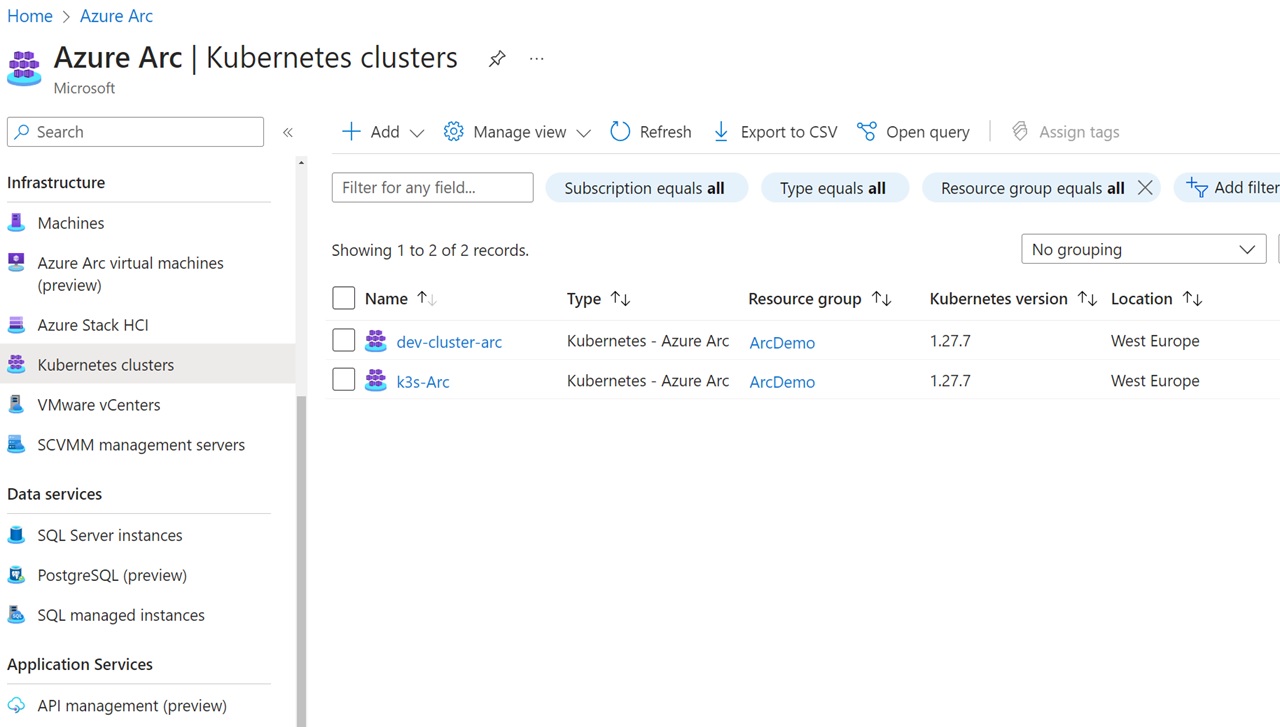 Home > Azure Arc
Azure Arc | Kubernetes clusters ...
Microsoft
Search «
Infrastructure
Machines
Azure Arc virtual machines
(preview)
Azure Stack HCI
Kubernetes clusters
VMware vCenters
SCVMM management servers
Data services
SQL Server instances
PostgreSQL (preview)
SQL managed instances
Application Services
API management (preview)
Add Manage view Refresh Export to CSV Open query Assign tags
Filter for any field... Subscription equals all Type equals all Resource group equals all Add filter
Showing 1 to 2 of 2 records. No grouping
Name Type Resource group Kubernetes version Location
dev-cluster-arc Kubernetes - Azure Arc ArcDemo 1.27.7 West Europe
k3s-Arc Kubernetes - Azure Arc ArcDemo 1.27.7 West Europe